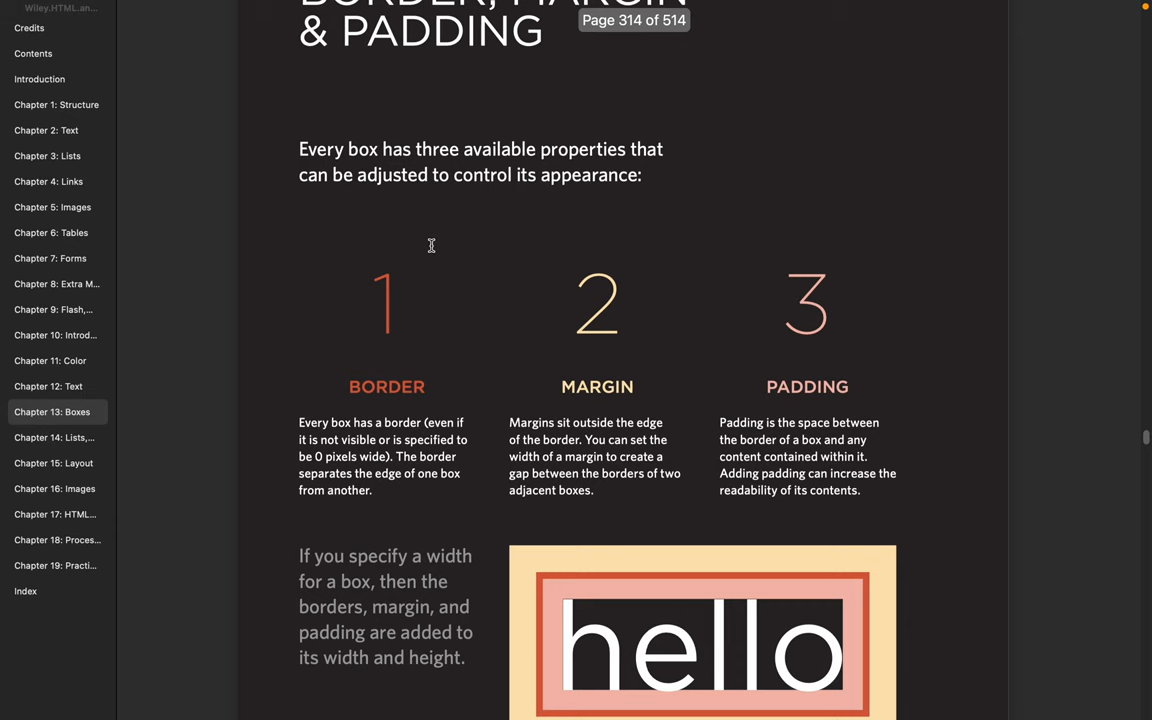 Wiley.HTML.an...
Credits
Contents
Introduction
Chapter 1: Structure
Chapter 2: Text
Chapter 3: Lists
Chapter 4: Links
Chapter 5: Images
Chapter 6: Tables
Chapter 7: Forms
Chapter 8: Extra M...
Chapter 9: Flash,...
Chapter 10: Introd...
Chapter 11: Color
Chapter 12: Text
Chapter 13: Boxes
Chapter 14: Lists,...
Chapter 15: Layout
Chapter 16: Images
Chapter 17: HTML...
Chapter 18: Proces...
Chapter 19: Practi...
Index
Page 314 of 514
BORDER, MARGIN
& PADDING
Every box has three available properties that
can be adjusted to control its appearance:
1
BORDER
Every box has a border (even if
it is not visible or is specified to
be 0 pixels wide). The border
separates the edge of one box
from another.
2
MARGIN
Margins sit outside the edge
of the border. You can set the
width of a margin to create a
gap between the borders of two
adjacent boxes.
3
PADDING
Padding is the space between
the border of a box and any
content contained within it.
Adding padding can increase the
readability of its contents.
If you specify a width
for a box, then the
borders, margin, and
padding are added to
its width and height.
hello